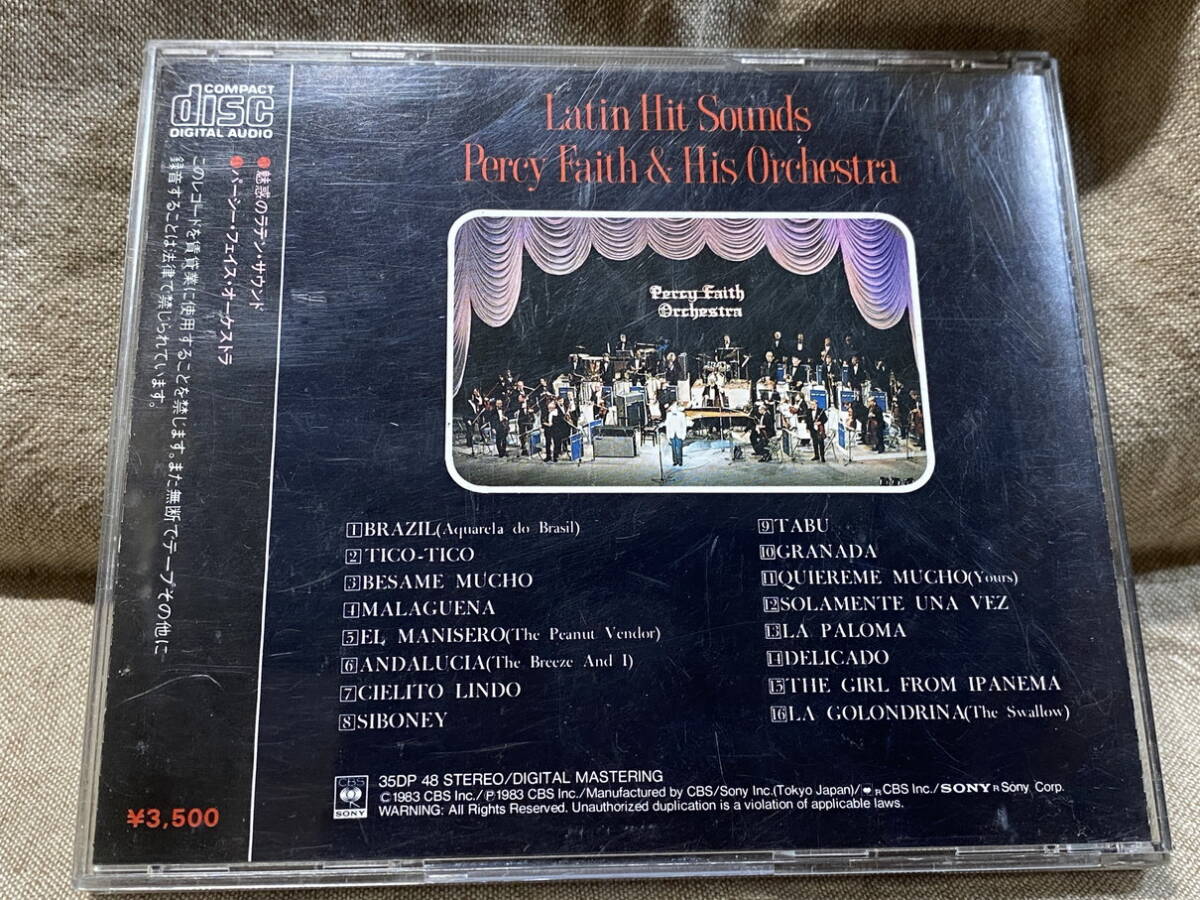 COMPACT
disc
DIGITAL AUDIO
魅惑のラテン・サウンド
パーシー・フェイス・オーケストラ
このレコードを賃貸業に使用することを禁じます。また無断でテープその他に
録音することは法律で禁じられています。
¥3,500
Latin Hit Sounds
Percy Faith & His Orchestra
Percy Faith
Orchestra
1 BRAZIL(Aquarela do Brasil)
2 TICO-TICO
3 BESAME MUCHO
4 MALAGUENA
5 EL MANISERO(The Peanut Vendor)
6 ANDALUCIA(The Breeze And I)
7 CIELITO LINDO
8 SIBONEY
9 TABU
10 GRANADA
11 QUIEREME MUCHO(Yours)
12 SOLAMENTE UNA VEZ
13 LA PALOMA
14 DELICADO
15 THE GIRL FROM IPANEMA
16 LA GOLONDRINA(The Swallow)
CBS
SONY
35DP 48 STEREO/DIGITAL MASTERING
©1983 CBS Inc./℗1983 CBS Inc./Manufactured by CBS/Sony Inc.(Tokyo Japan)/ R CBS Inc./SONY R Sony Corp.
WARNING: All Rights Reserved. Unauthorized duplication is a violation of applicable laws.